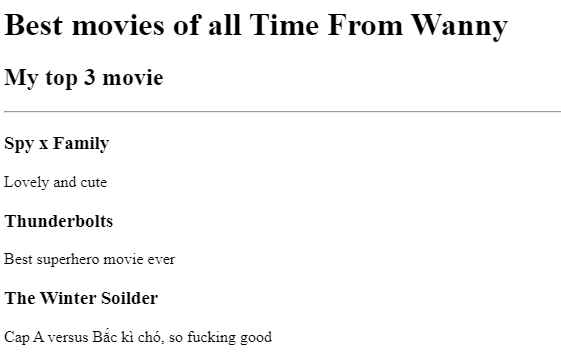 Best movies of all Time From Wanny
My top 3 movie
Spy x Family
Lovely and cute
Thunderbolts
Best superhero movie ever
The Winter Soilder
Cap A versus Bắc kì chó, so fucking good